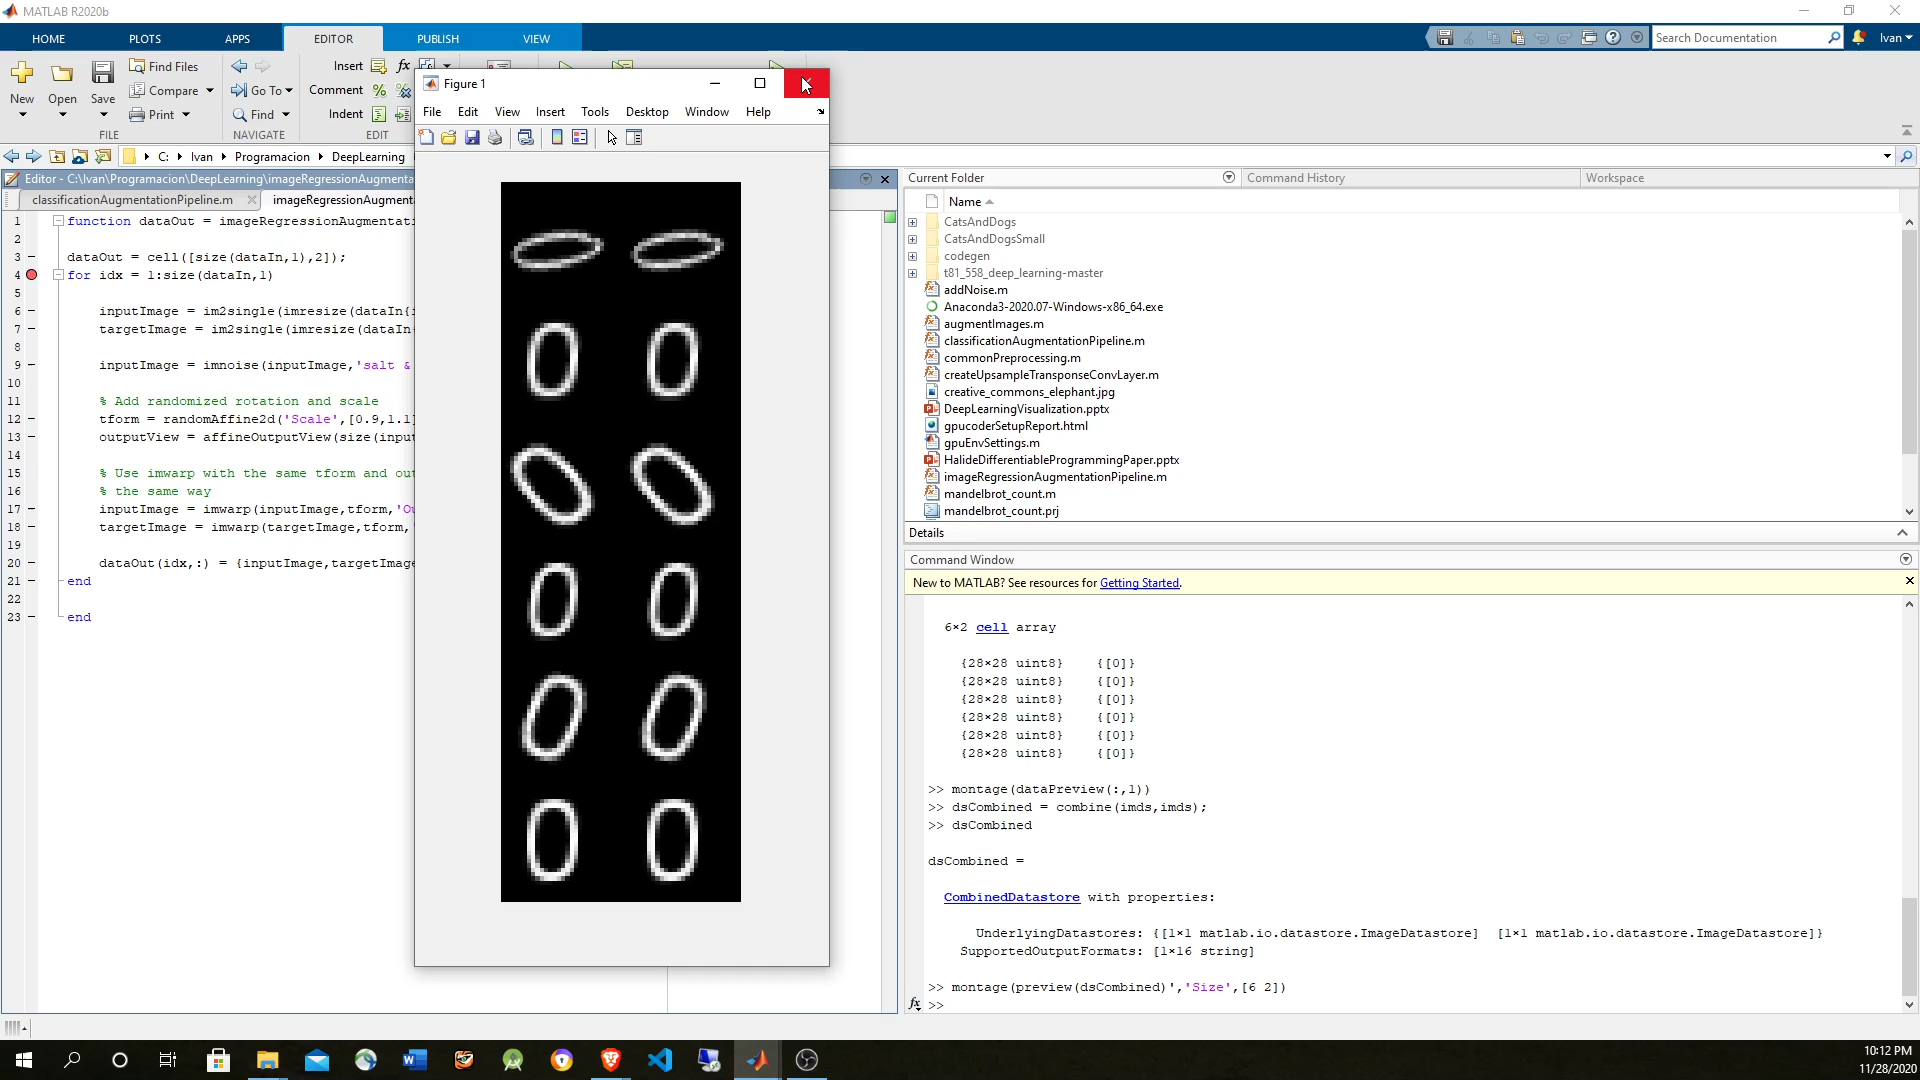 MATLAB R2020b
HOME PLOTS APPS EDITOR PUBLISH VIEW
Search Documentation
Ivan
New Open Save
Find Files
Compare
Print
FILE
Go To
Find
NAVIGATE
Insert fx
Comment %
Indent
EDIT
C: Ivan Programacion DeepLearning
Editor - C:\Ivan\Programacion\DeepLearning\imageRegressionAugmenta
classificationAugmentationPipeline.m imageRegressionAugmenta
1 function dataOut = imageRegressionAugmentati
2
3 dataOut = cell([size(dataIn,1),2]);
4 for idx = 1:size(dataIn,1)
5
6 inputImage = im2single(imresize(dataIn{i
7 targetImage = im2single(imresize(dataIn
8
9 inputImage = imnoise(inputImage,'salt &
10
11 % Add randomized rotation and scale
12 tform = randomAffine2d('Scale',[0.9,1.1]
13 outputView = affineOutputView(size(input
14
15 % Use imwarp with the same tform and out
16 % the same way
17 inputImage = imwarp(inputImage,tform,'Ou
18 targetImage = imwarp(targetImage,tform,'
19
20 dataOut(idx,:) = {inputImage,targetImage
21 end
22
23 end
Figure 1
File Edit View Insert Tools Desktop Window Help
Current Folder
Command History
Workspace
Name
CatsAndDogs
CatsAndDogsSmall
codegen
t81_558_deep_learning-master
addNoise.m
Anaconda3-2020.07-Windows-x86_64.exe
augmentImages.m
classificationAugmentationPipeline.m
commonPreprocessing.m
createUpsampleTransponseConvLayer.m
creative_commons_elephant.jpg
DeepLearningVisualization.pptx
gpucoderSetupReport.html
gpuEnvSettings.m
HalideDifferentiableProgrammingPaper.pptx
imageRegressionAugmentationPipeline.m
mandelbrot_count.m
mandelbrot_count.prj
Details
Command Window
New to MATLAB? See resources for Getting Started.
6×2 cell array
{28×28 uint8} {[0]}
{28×28 uint8} {[0]}
{28×28 uint8} {[0]}
{28×28 uint8} {[0]}
{28×28 uint8} {[0]}
{28×28 uint8} {[0]}
>> montage(dataPreview(:,1))
>> dsCombined = combine(imds,imds);
>> dsCombined
dsCombined =
CombinedDatastore with properties:
UnderlyingDatastores: {[1×1 matlab.io.datastore.ImageDatastore] [1×1 matlab.io.datastore.ImageDatastore]}
SupportedOutputFormats: [1×16 string]
>> montage(preview(dsCombined)','Size',[6 2])
fx >>
10:12 PM
11/28/2020